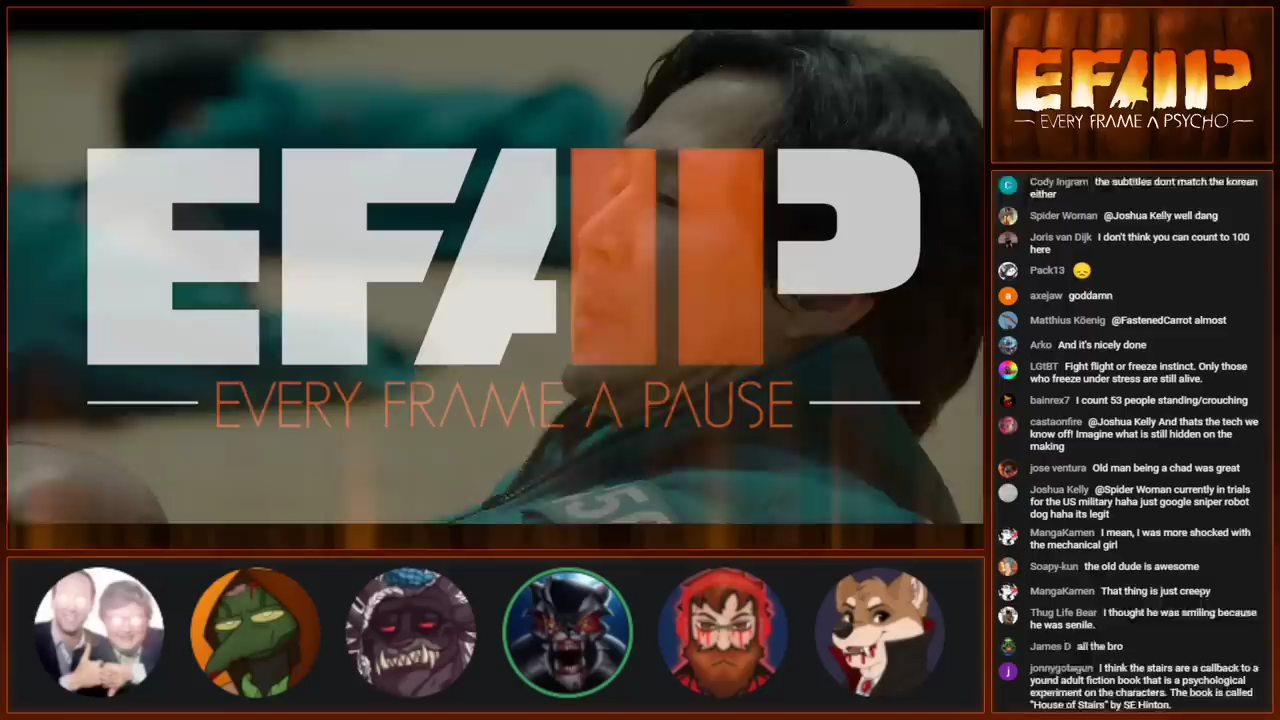 EFAP
EVERY FRAME A PAUSE
EFAP
EVERY FRAME A PSYCHO
C
Cody Ingram the subtitles dont match the korean
either
Spider Woman @Joshua Kelly well dang
Joris van Dijk I don't think you can count to 100
here
Pack13 😞
a
axejaw goddamn
Matthius Köenig @FastenedCarrot almost
Arko And it's nicely done
LGtBT Fight flight or freeze instinct. Only those
who freeze under stress are still alive.
bainrex7 I count 53 people standing/crouching
castaonfire @Joshua Kelly And thats the tech we
know off! Imagine what is still hidden on the
making
jose ventura Old man being a chad was great
Joshua Kelly @Spider Woman currently in trials
for the US military haha just google sniper robot
dog haha its legit
MangaKamen I mean, I was more shocked with
the mechanical girl
Soapy-kun the old dude is awesome
MangaKamen That thing is just creepy
Thug Life Bear I thought he was smiling because
he was senile.
James D all the bro
j
jonnygotagun I think the stairs are a callback to a
yound adult fiction book that is a psychological
experiment on the characters. The book is called
"House of Stairs" by SE Hinton.